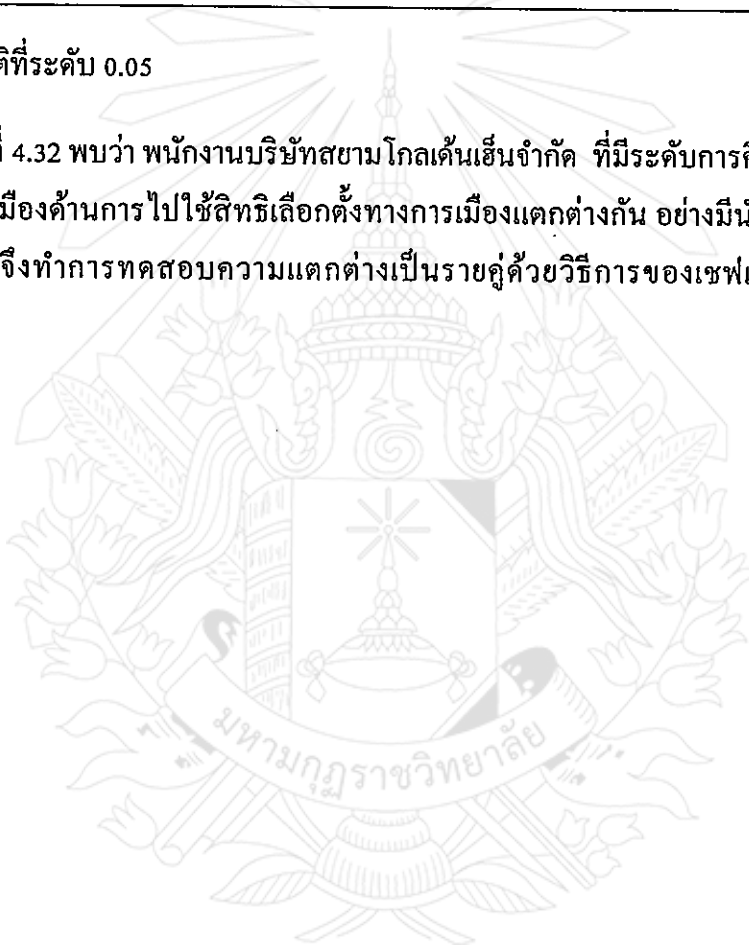 ติที่ระดับ 0.05
ที่ 4.32 พบว่า พนักงานบริษัทสยามโกลเด้นเฮ็นจำกัด ที่มีระดับการศึ
มืองด้านการไปใช้สิทธิเลือกตั้งทางการเมืองแตกต่างกัน อย่างมีนั
จึงทำการทดสอบความแตกต่างเป็นรายคู่ด้วยวิธีการของเชฟเ
มหามกุฏราชวิทยาลัย